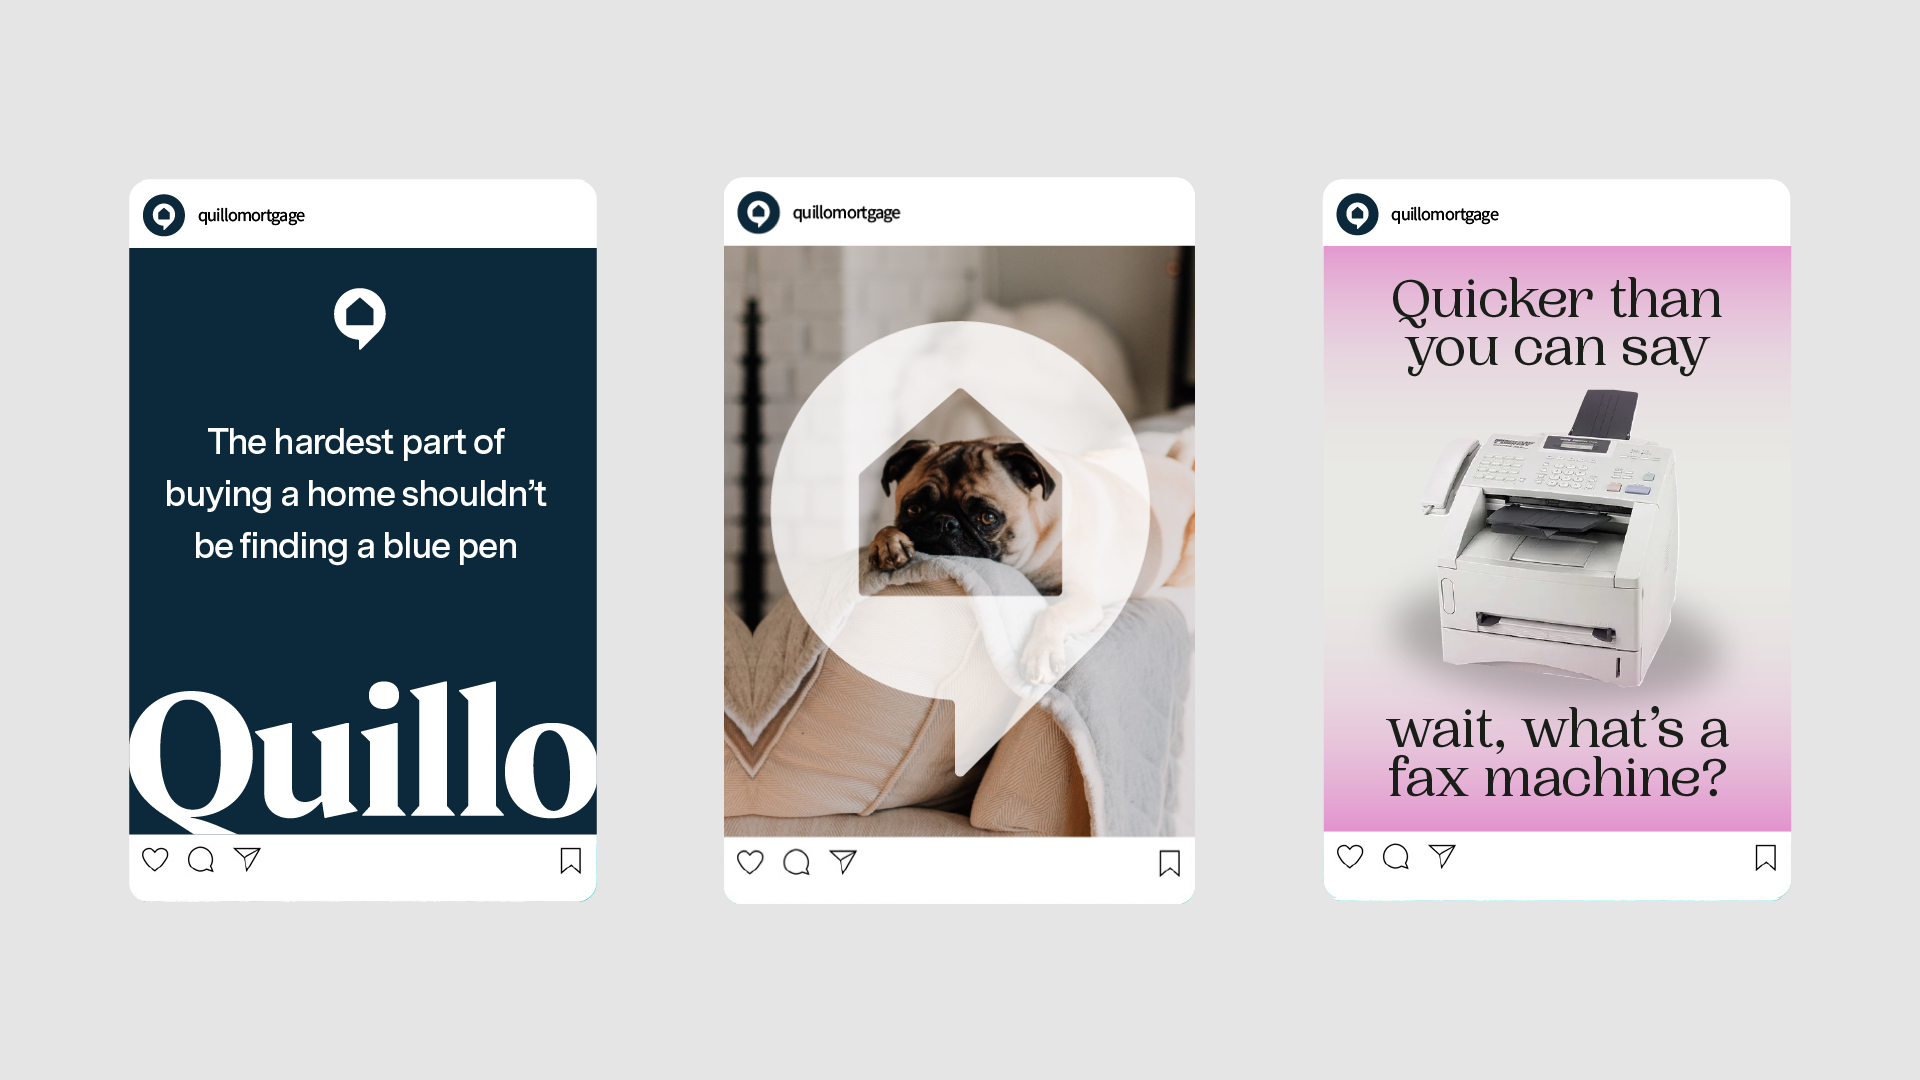 quillomortgage
The hardest part of
buying a home shouldn’t
be finding a blue pen
Quillo
quillomortgage
quillomortgage
Quicker than
you can say
wait, what’s a
fax machine?